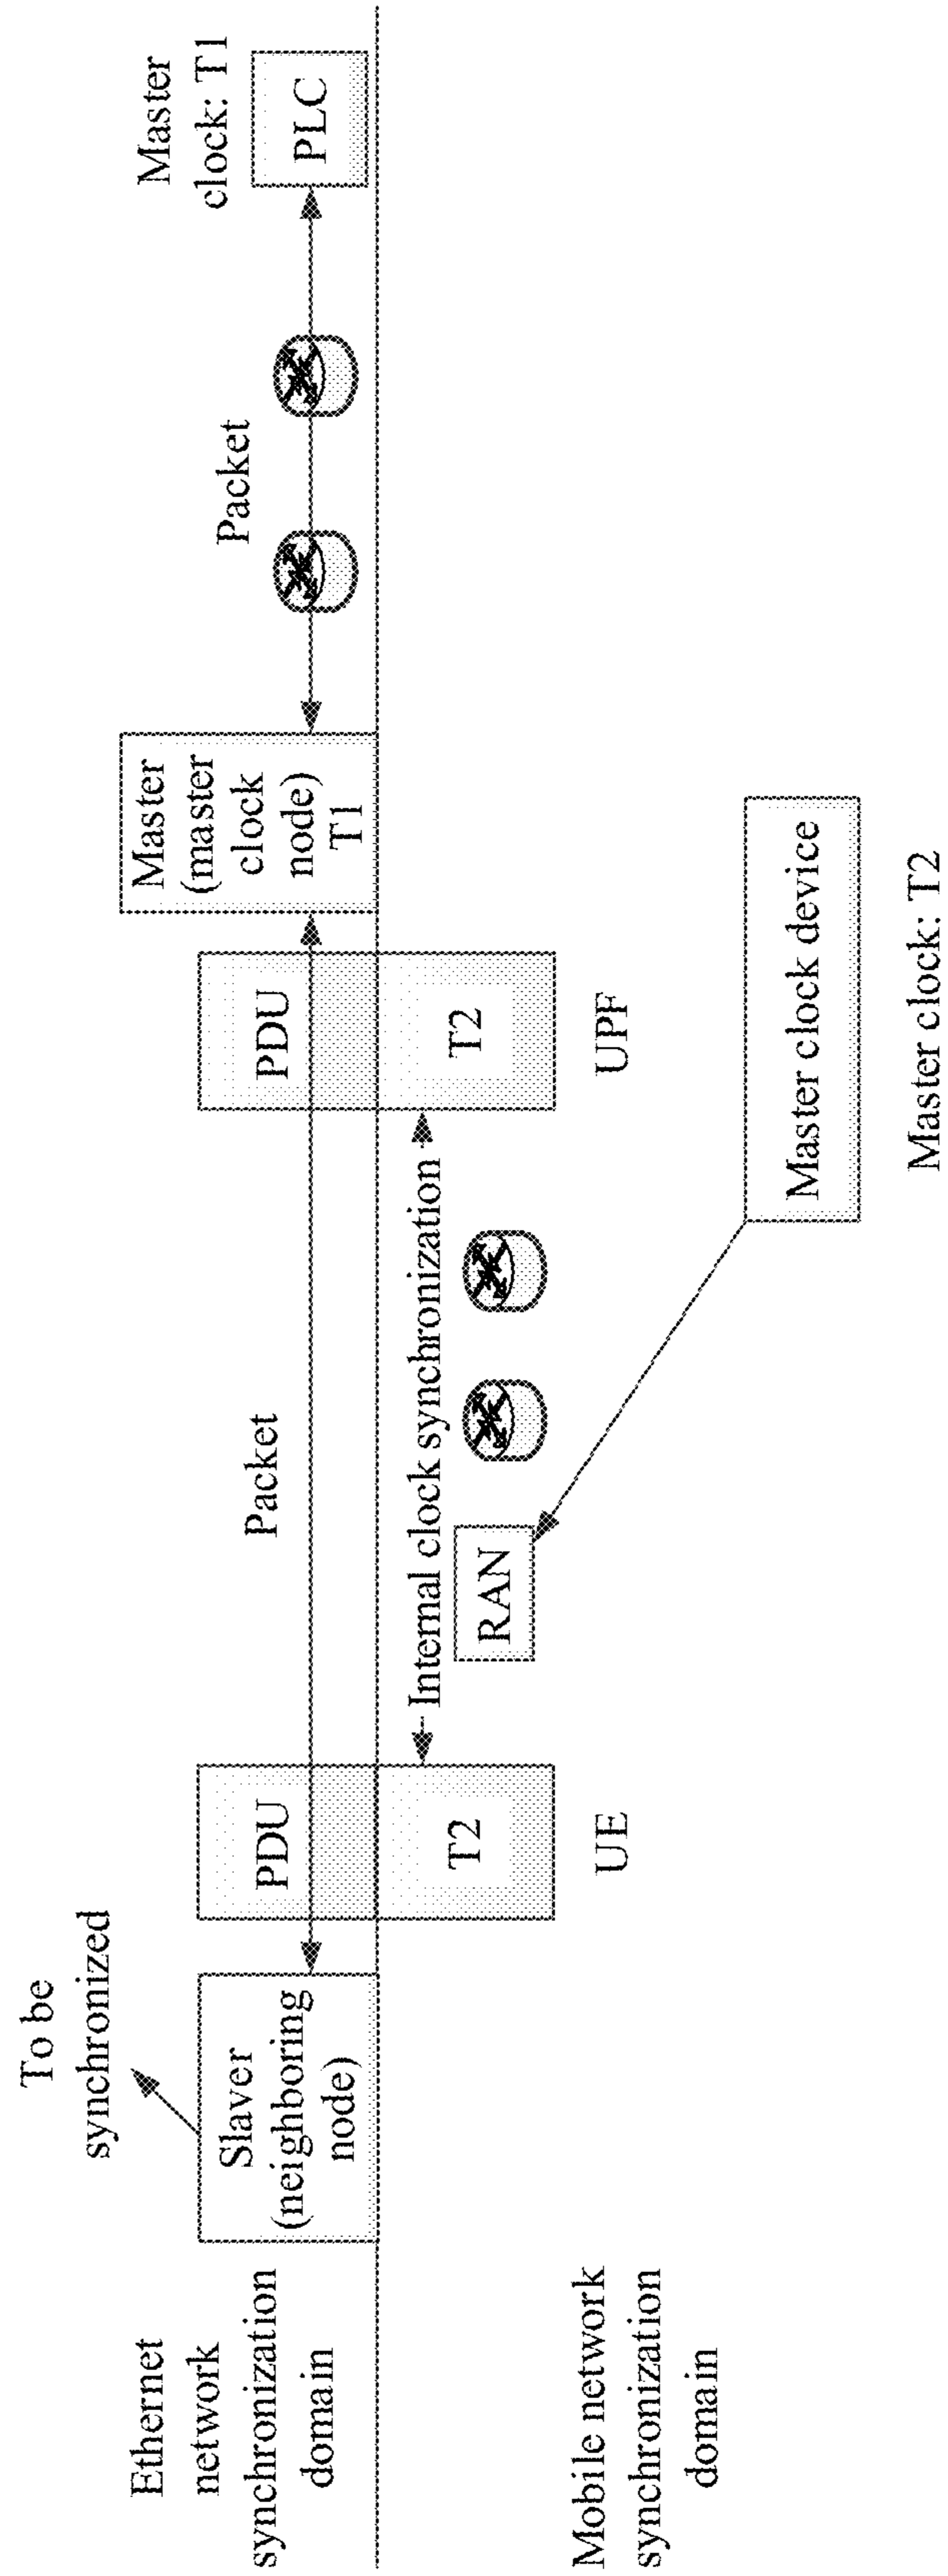 Ethernet
network
synchronization
domain
To be
synchronized
Slaver
(neighboring
node)
PDU
Packet
PDU
Master
(master
clock
node)
T1
Packet
Master
clock: T1
PLC
Mobile network
synchronization
domain
T2
UE
Internal clock synchronization
RAN
T2
UPF
Master clock device
Master clock: T2